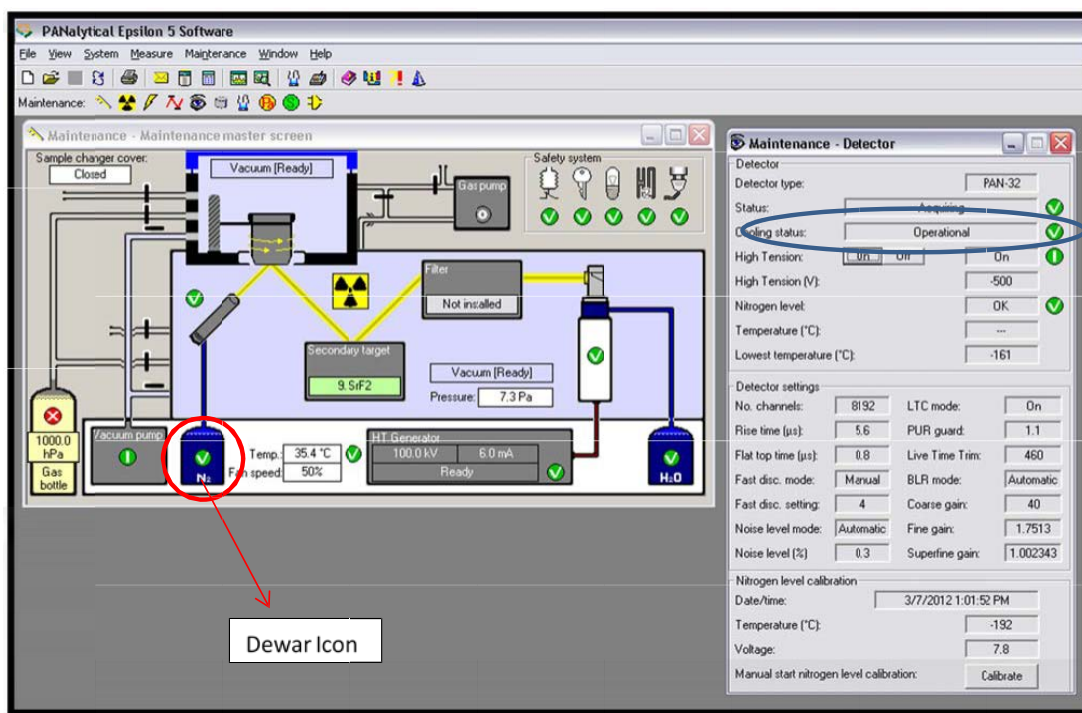 PANalytical Epsilon 5 Software
File View System Measure Maintenance Window Help
Maintenance:
Maintenance - Maintenance master screen
Sample changer cover:
Closed
Vacuum [Ready]
Gas pump
Safety system
Filter
Not installed
Secondary target
9. SrF2
Vacuum [Ready]
Pressure: 7.3 Pa
1000.0
hPa
Gas
bottle
Vacuum pump
N₂
Temp.: 35.4 °C
Fan speed: 50%
HT Generator
100.0 kV 6.0 mA
Ready
H₂O
Dewar Icon
Maintenance - Detector
Detector
Detector type: PAN-32
Status: Acquiring
Cooling status: Operational
High Tension: On Off On
High Tension (V): -500
Nitrogen level: OK
Temperature (°C): ---
Lowest temperature (°C): -161
Detector settings
No. channels: 8192 LTC mode: On
Rise time (µs): 5.6 PUR guard: 1.1
Flat top time (µs): 0.8 Live Time Trim: 460
Fast disc. mode: Manual BLR mode: Automatic
Fast disc. setting: 4 Coarse gain: 40
Noise level mode: Automatic Fine gain: 1.7513
Noise level (%) 0.3 Superfine gain: 1.002343
Nitrogen level calibration
Date/time: 3/7/2012 1:01:52 PM
Temperature (°C): -192
Voltage: 7.8
Manual start nitrogen level calibration: Calibrate